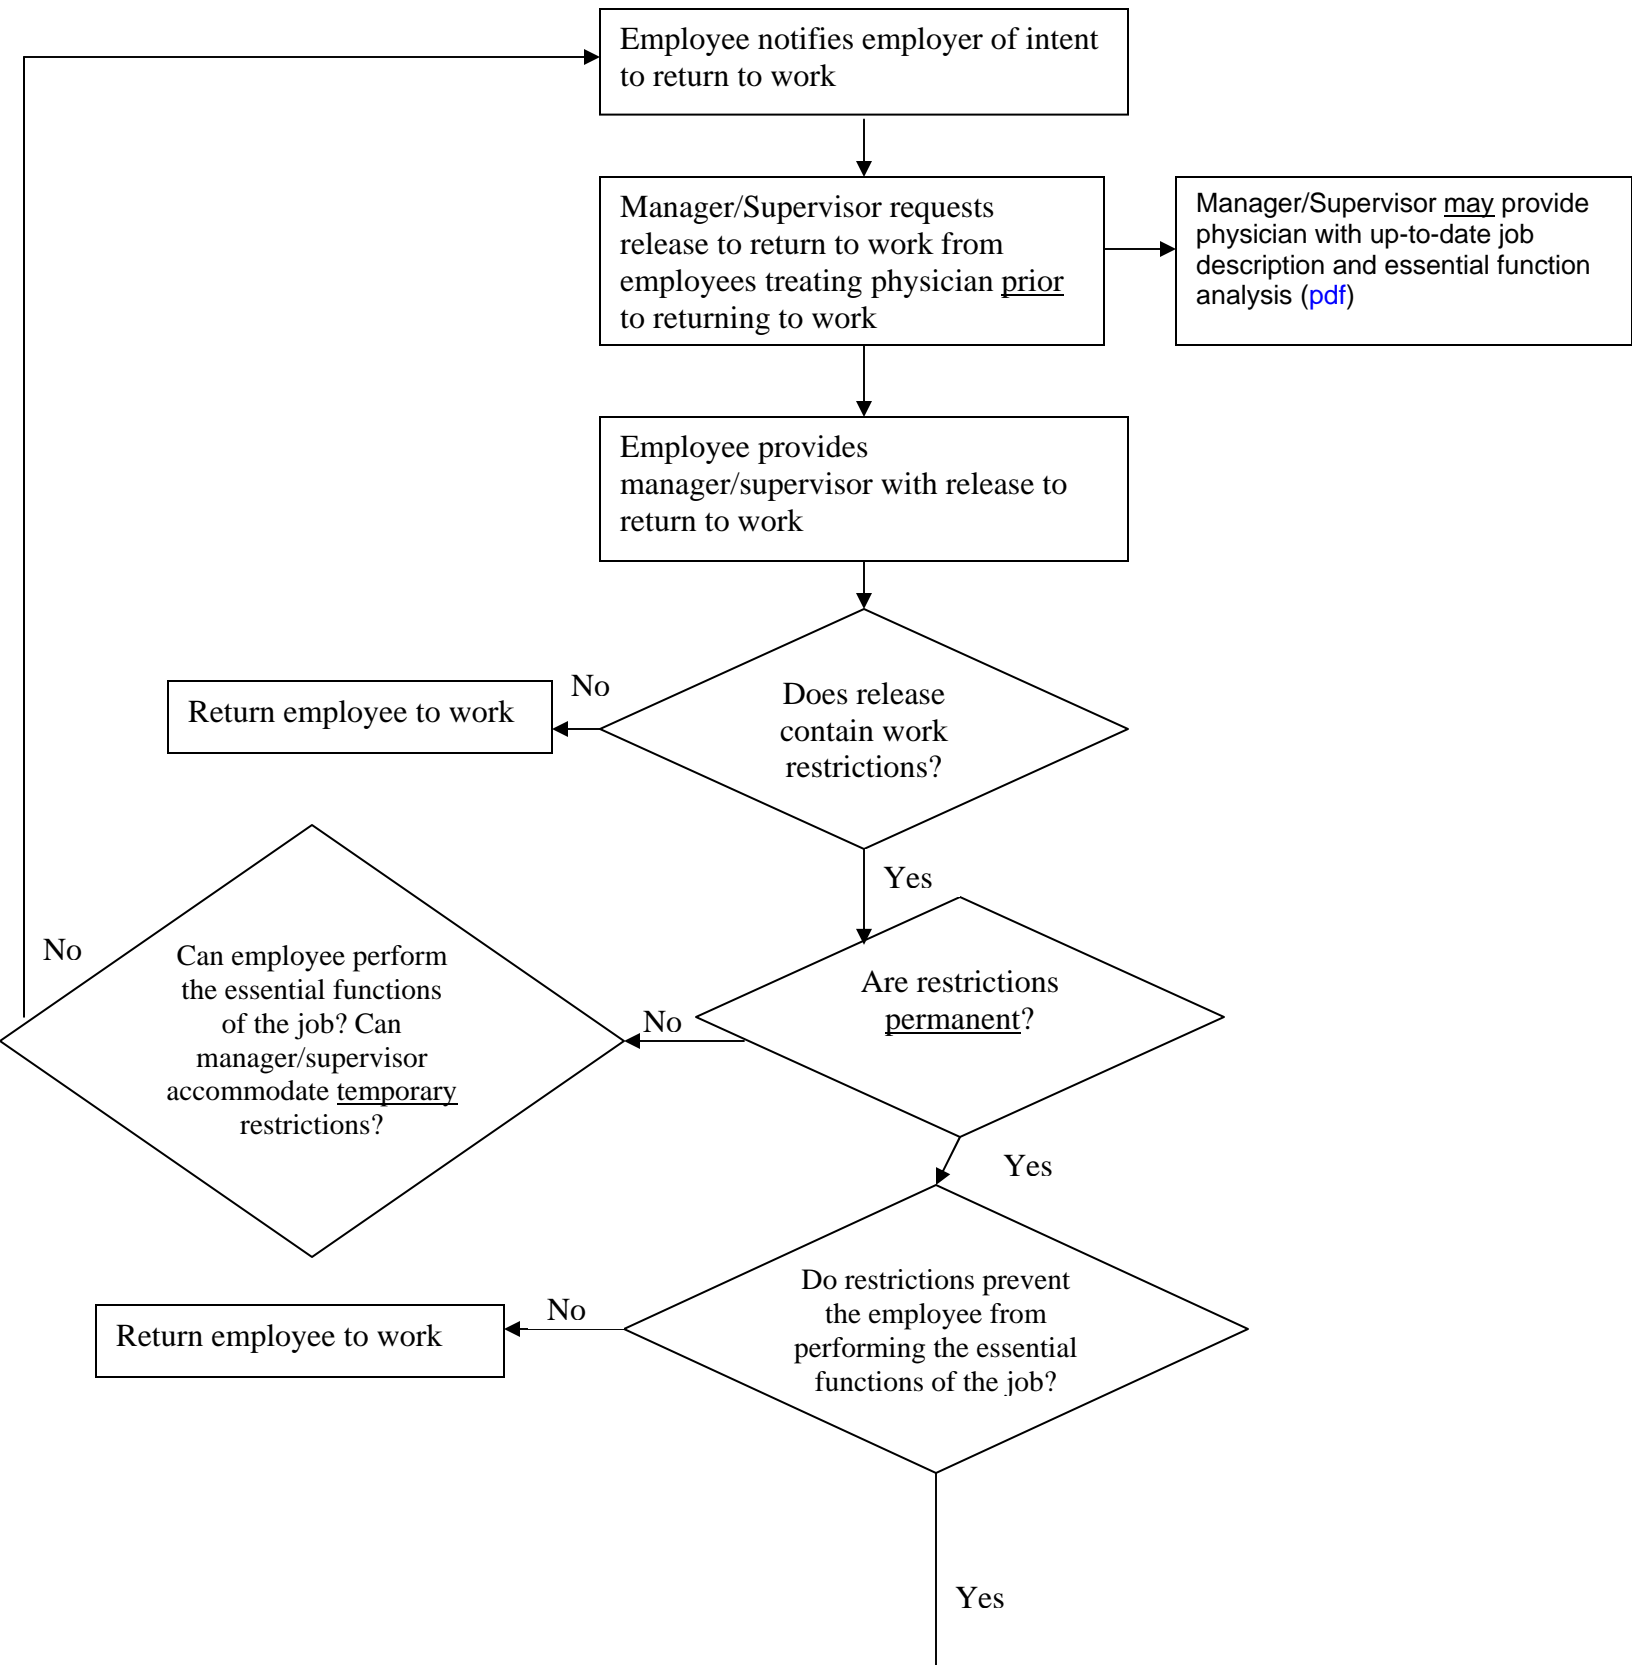 Employee notifies employer of intent
to return to work
Manager/Supervisor requests
release to return to work from
employees treating physician prior
to returning to work
Manager/Supervisor may provide
physician with up-to-date job
description and essential function
analysis (pdf)
Employee provides
manager/supervisor with release to
return to work
No
Return employee to work
Does release
contain work
restrictions?
Yes
No
Can employee perform
the essential functions
of the job? Can
manager/supervisor
accommodate temporary
restrictions?
No
Are restrictions
permanent?
Yes
Do restrictions prevent
the employee from
performing the essential
functions of the job?
No
Return employee to work
Yes